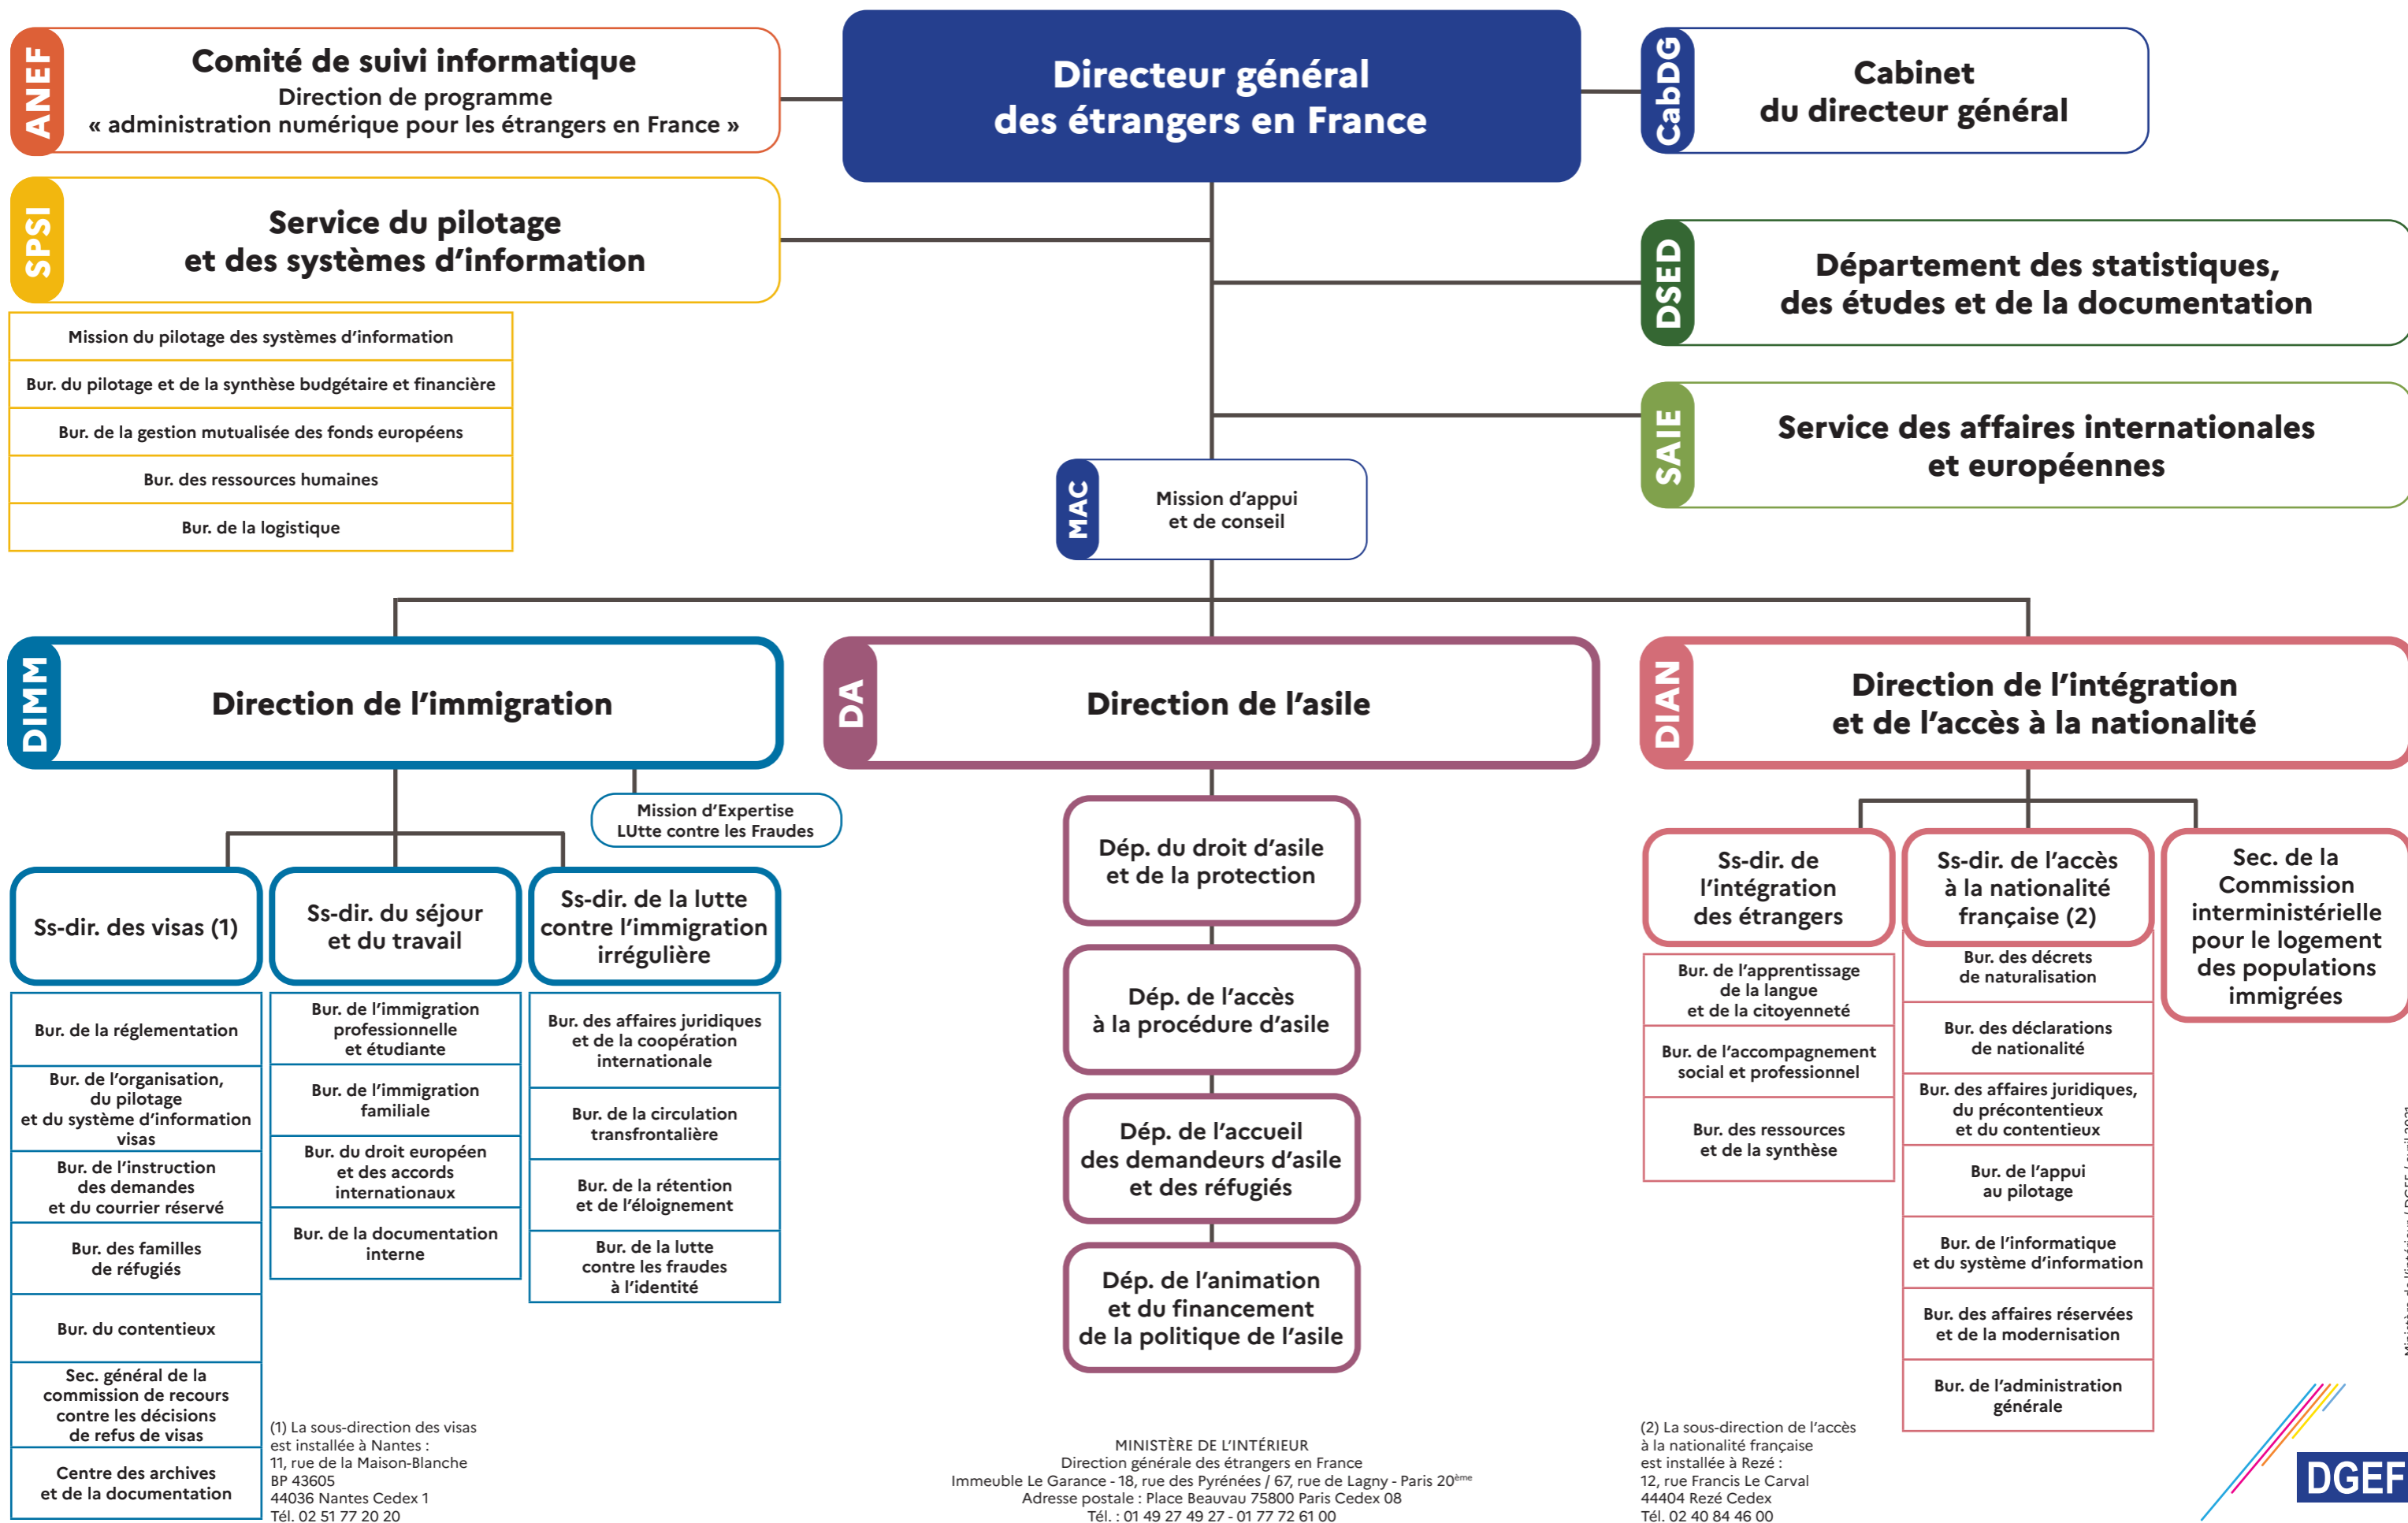 ANEF
Comité de suivi informatique
Direction de programme
« administration numérique pour les étrangers en France »
Directeur général
des étrangers en France
CabDG
Cabinet
du directeur général
SPSI
Service du pilotage
et des systèmes d’information
Mission du pilotage des systèmes d’information
Bur. du pilotage et de la synthèse budgétaire et financière
Bur. de la gestion mutualisée des fonds européens
Bur. des ressources humaines
Bur. de la logistique
DSED
Département des statistiques,
des études et de la documentation
SAIE
Service des affaires internationales
et européennes
MAC
Mission d’appui
et de conseil
DIMM
Direction de l’immigration
Mission d’Expertise
LUtte contre les Fraudes
Ss-dir. des visas (1)
Bur. de la réglementation
Bur. de l’organisation,
du pilotage
et du système d’information
visas
Bur. de l’instruction
des demandes
et du courrier réservé
Bur. des familles
de réfugiés
Bur. du contentieux
Sec. général de la
commission de recours
contre les décisions
de refus de visas
Centre des archives
et de la documentation
Ss-dir. du séjour
et du travail
Bur. de l’immigration
professionnelle
et étudiante
Bur. de l’immigration
familiale
Bur. du droit européen
et des accords
internationaux
Bur. de la documentation
interne
Ss-dir. de la lutte
contre l’immigration
irrégulière
Bur. des affaires juridiques
et de la coopération
internationale
Bur. de la circulation
transfrontalière
Bur. de la rétention
et de l’éloignement
Bur. de la lutte
contre les fraudes
à l’identité
(1) La sous-direction des visas
est installée à Nantes :
11, rue de la Maison-Blanche
BP 43605
44036 Nantes Cedex 1
Tél. 02 51 77 20 20
DA
Direction de l’asile
Dép. du droit d’asile
et de la protection
Dép. de l’accès
à la procédure d’asile
Dép. de l’accueil
des demandeurs d’asile
et des réfugiés
Dép. de l’animation
et du financement
de la politique de l’asile
MINISTÈRE DE L’INTÉRIEUR
Direction générale des étrangers en France
Immeuble Le Garance - 18, rue des Pyrénées / 67, rue de Lagny - Paris 20ème
Adresse postale : Place Beauvau 75800 Paris Cedex 08
Tél. : 01 49 27 49 27 - 01 77 72 61 00
DIAN
Direction de l’intégration
et de l’accès à la nationalité
Ss-dir. de
l’intégration
des étrangers
Bur. de l’apprentissage
de la langue
et de la citoyenneté
Bur. de l’accompagnement
social et professionnel
Bur. des ressources
et de la synthèse
Ss-dir. de l’accès
à la nationalité
française (2)
Bur. des décrets
de naturalisation
Bur. des déclarations
de nationalité
Bur. des affaires juridiques,
du précontentieux
et du contentieux
Bur. de l’appui
au pilotage
Bur. de l’informatique
et du système d’information
Bur. des affaires réservées
et de la modernisation
Bur. de l’administration
générale
Sec. de la
Commission
interministérielle
pour le logement
des populations
immigrées
(2) La sous-direction de l’accès
à la nationalité française
est installée à Rezé :
12, rue Francis Le Carval
44404 Rezé Cedex
Tél. 02 40 84 46 00
DGEF